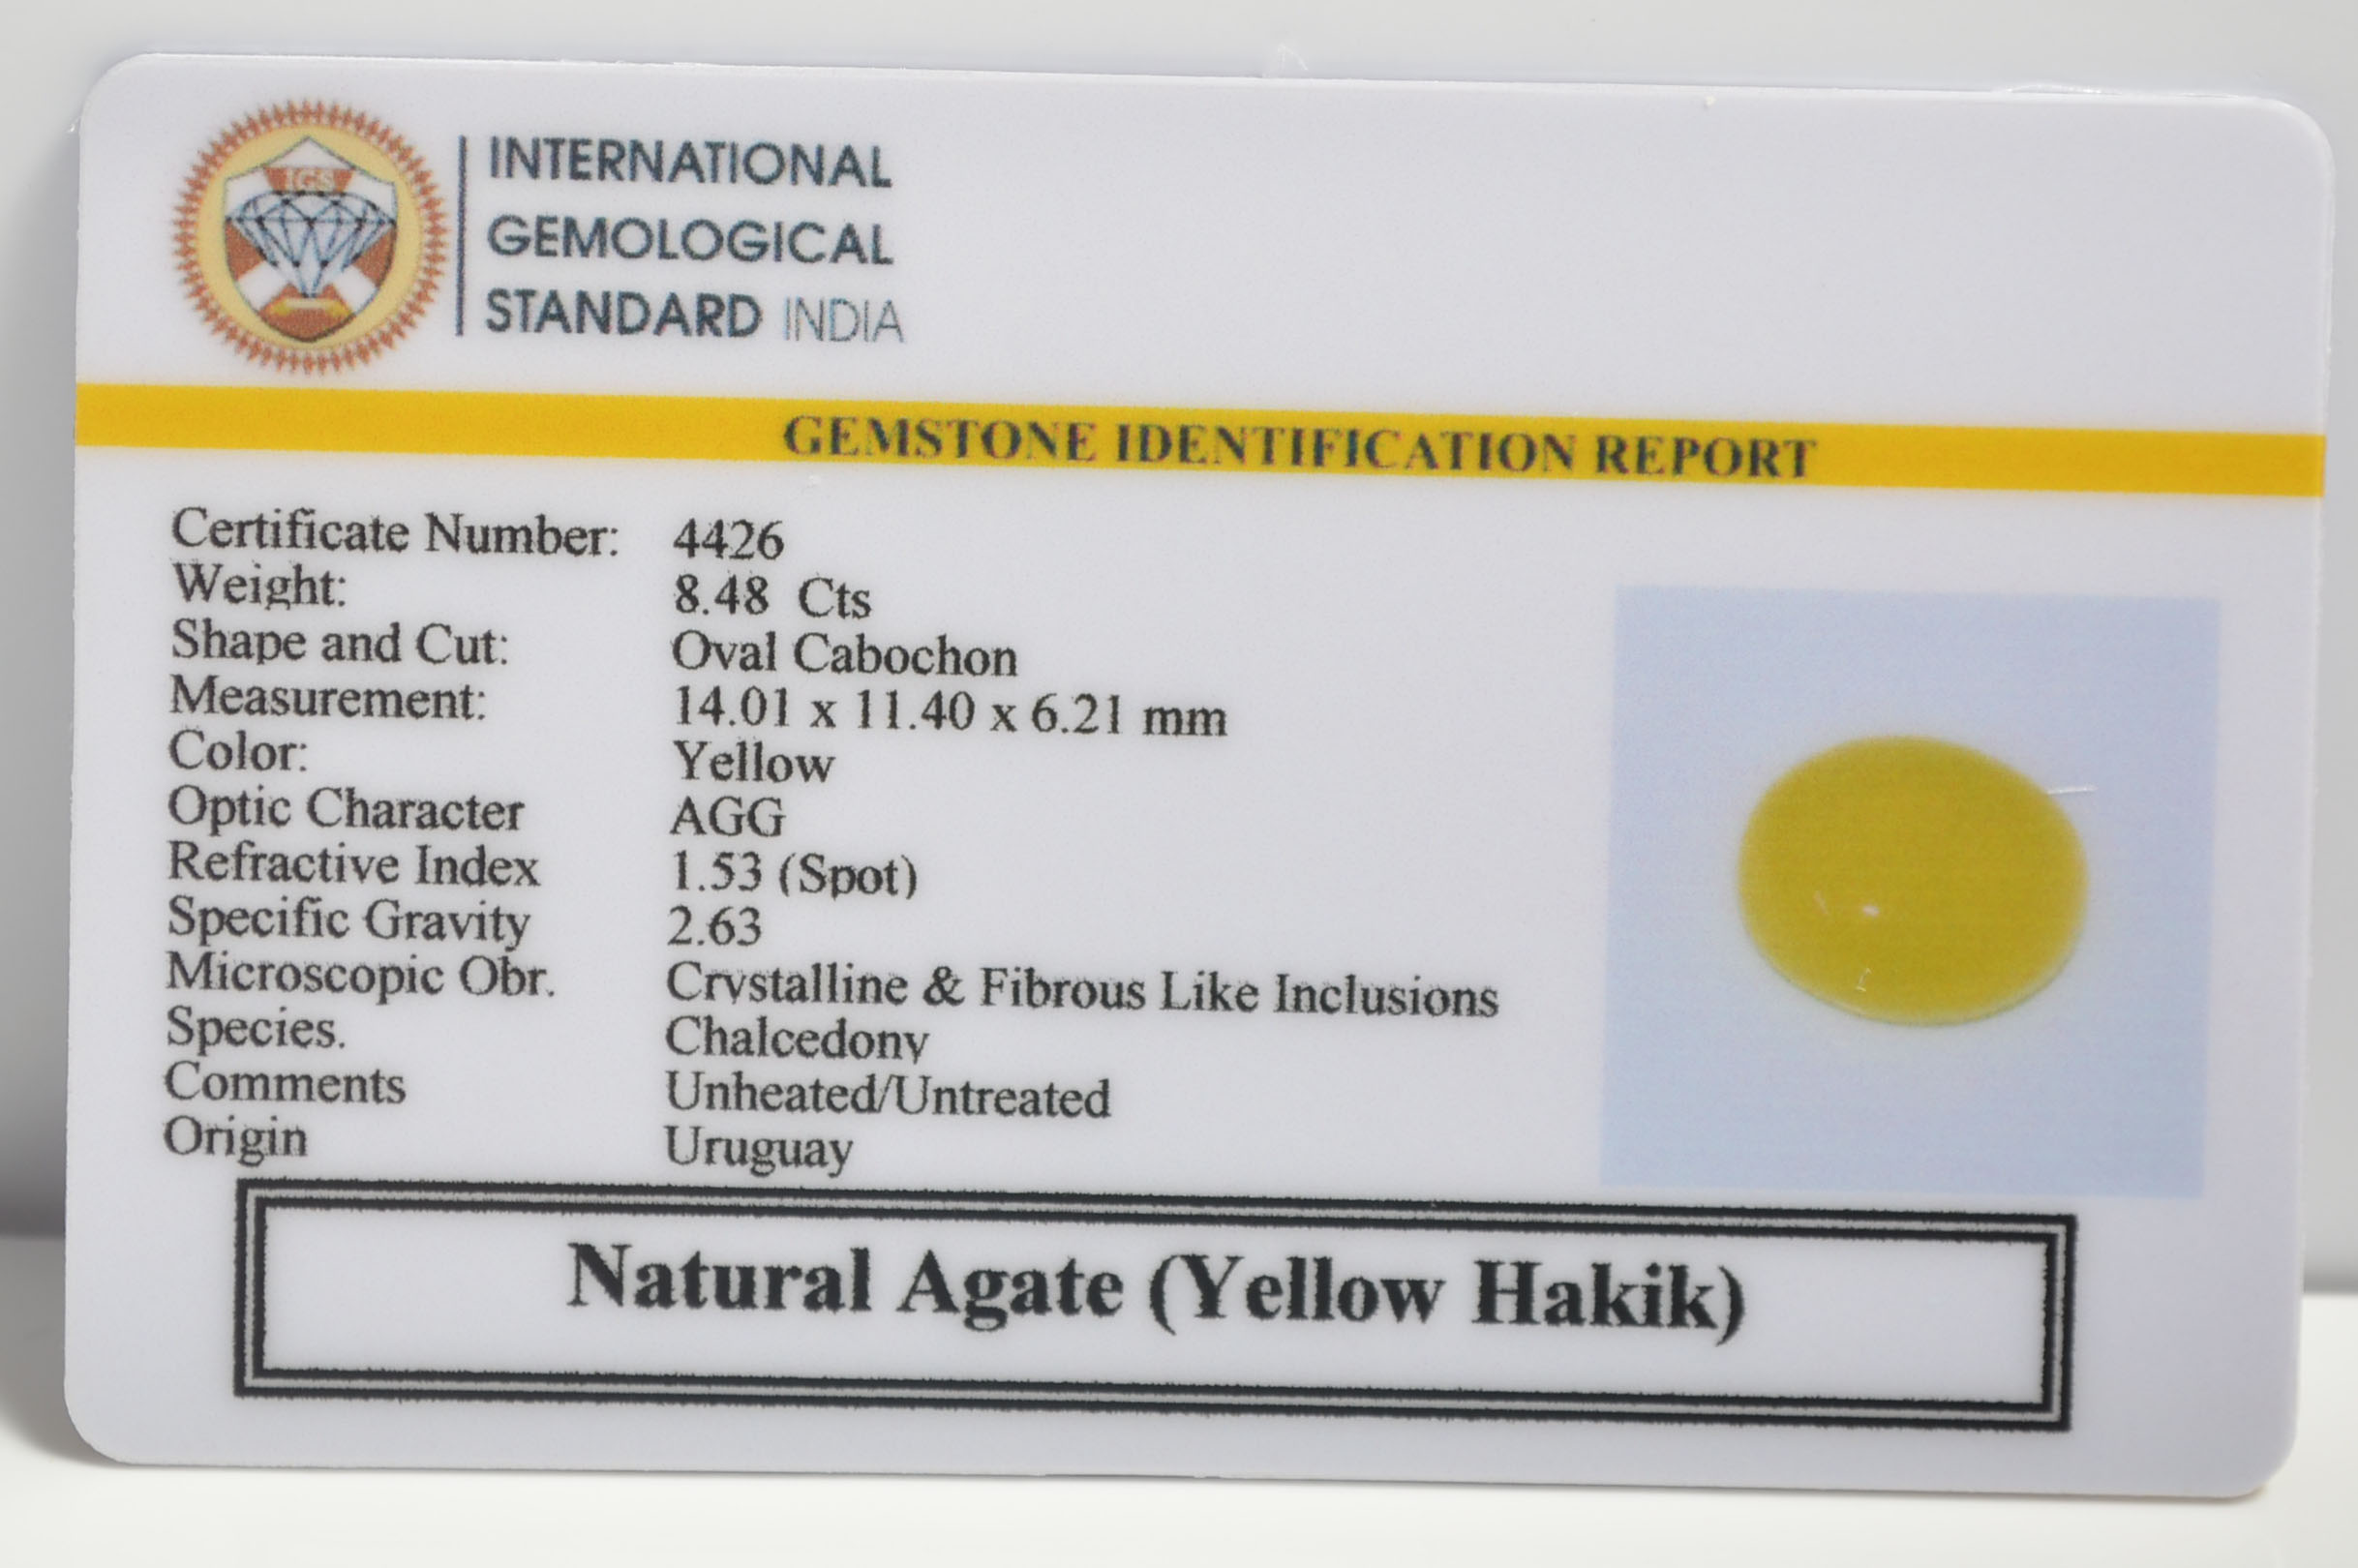 IGS
INTERNATIONAL
GEMOLOGICAL
STANDARD INDIA
GEMSTONE IDENTIFICATION REPORT
Certificate Number: 4426
Weight: 8.48 Cts
Shape and Cut: Oval Cabochon
Measurement: 14.01 x 11.40 x 6.21 mm
Color: Yellow
Optic Character AGG
Refractive Index 1.53 (Spot)
Specific Gravity 2.63
Microscopic Obr. Crystalline & Fibrous Like Inclusions
Species. Chalcedony
Comments Unheated/Untreated
Origin Uruguay
Natural Agate (Yellow Hakik)